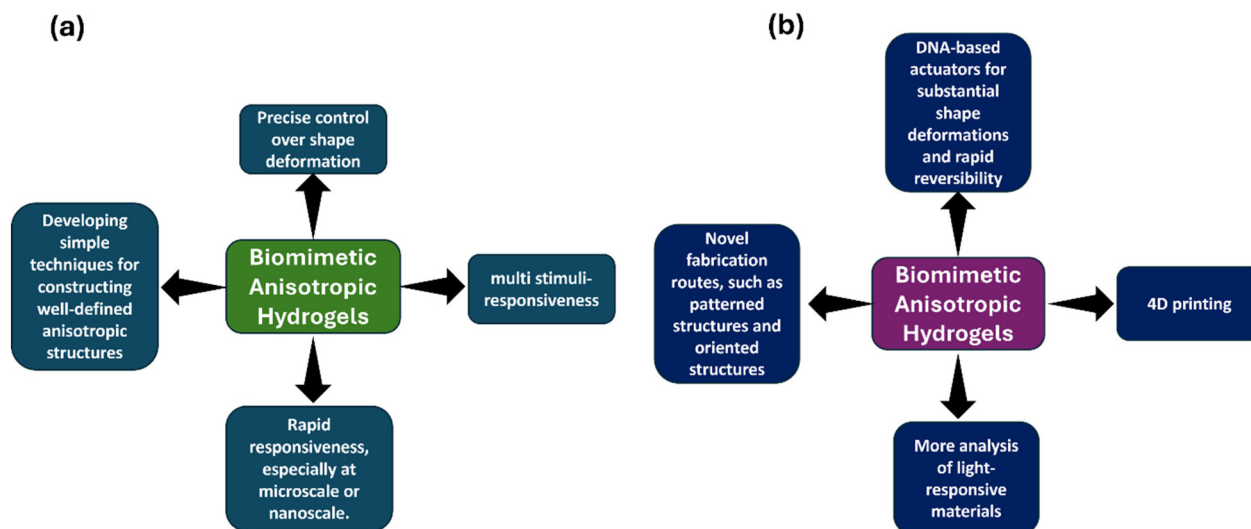 (a)
Precise control
over shape
deformation
Developing
simple
techniques for
constructing
well-defined
anisotropic
structures
Biomimetic
Anisotropic
Hydrogels
multi stimuli-
responsiveness
Rapid
responsiveness,
especially at
microscale or
nanoscale.
(b)
DNA-based
actuators for
substantial
shape
deformations
and rapid
reversibility
Novel
fabrication
routes, such as
patterned
structures and
oriented
structures
Biomimetic
Anisotropic
Hydrogels
4D printing
More analysis
of light-
responsive
materials